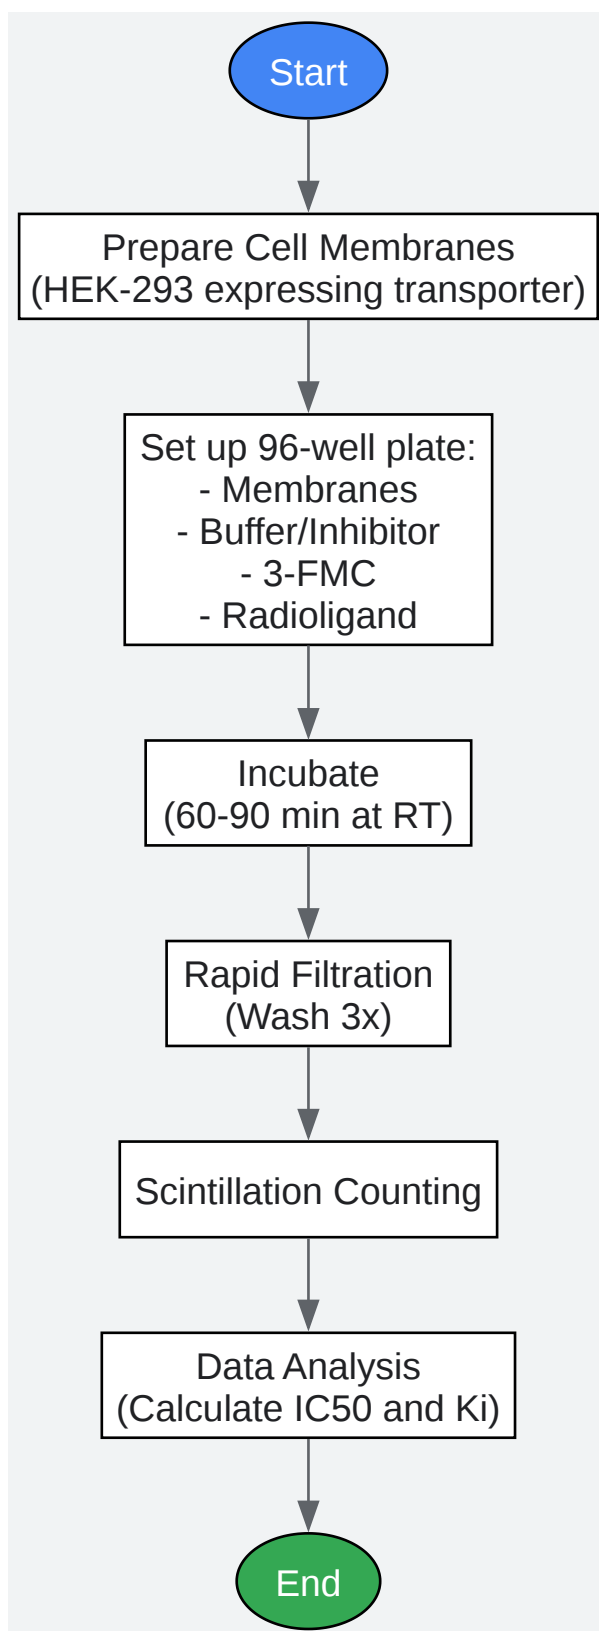 Start
Prepare Cell Membranes
(HEK-293 expressing transporter)
Set up 96-well plate:
- Membranes
- Buffer/Inhibitor
- 3-FMC
- Radioligand
Incubate
(60-90 min at RT)
Rapid Filtration
(Wash 3x)
Scintillation Counting
Data Analysis
(Calculate IC50 and Ki)
End